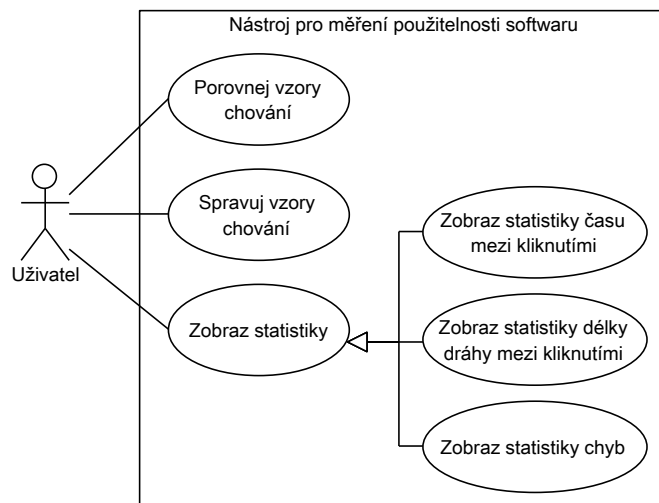 Nástroj pro měření použitelnosti softwaru
Porovnej vzory
chování
Spravuj vzory
chování
Uživatel
Zobraz statistiky
Zobraz statistiky času
mezi kliknutími
Zobraz statistiky délky
dráhy mezi kliknutími
Zobraz statistiky chyb